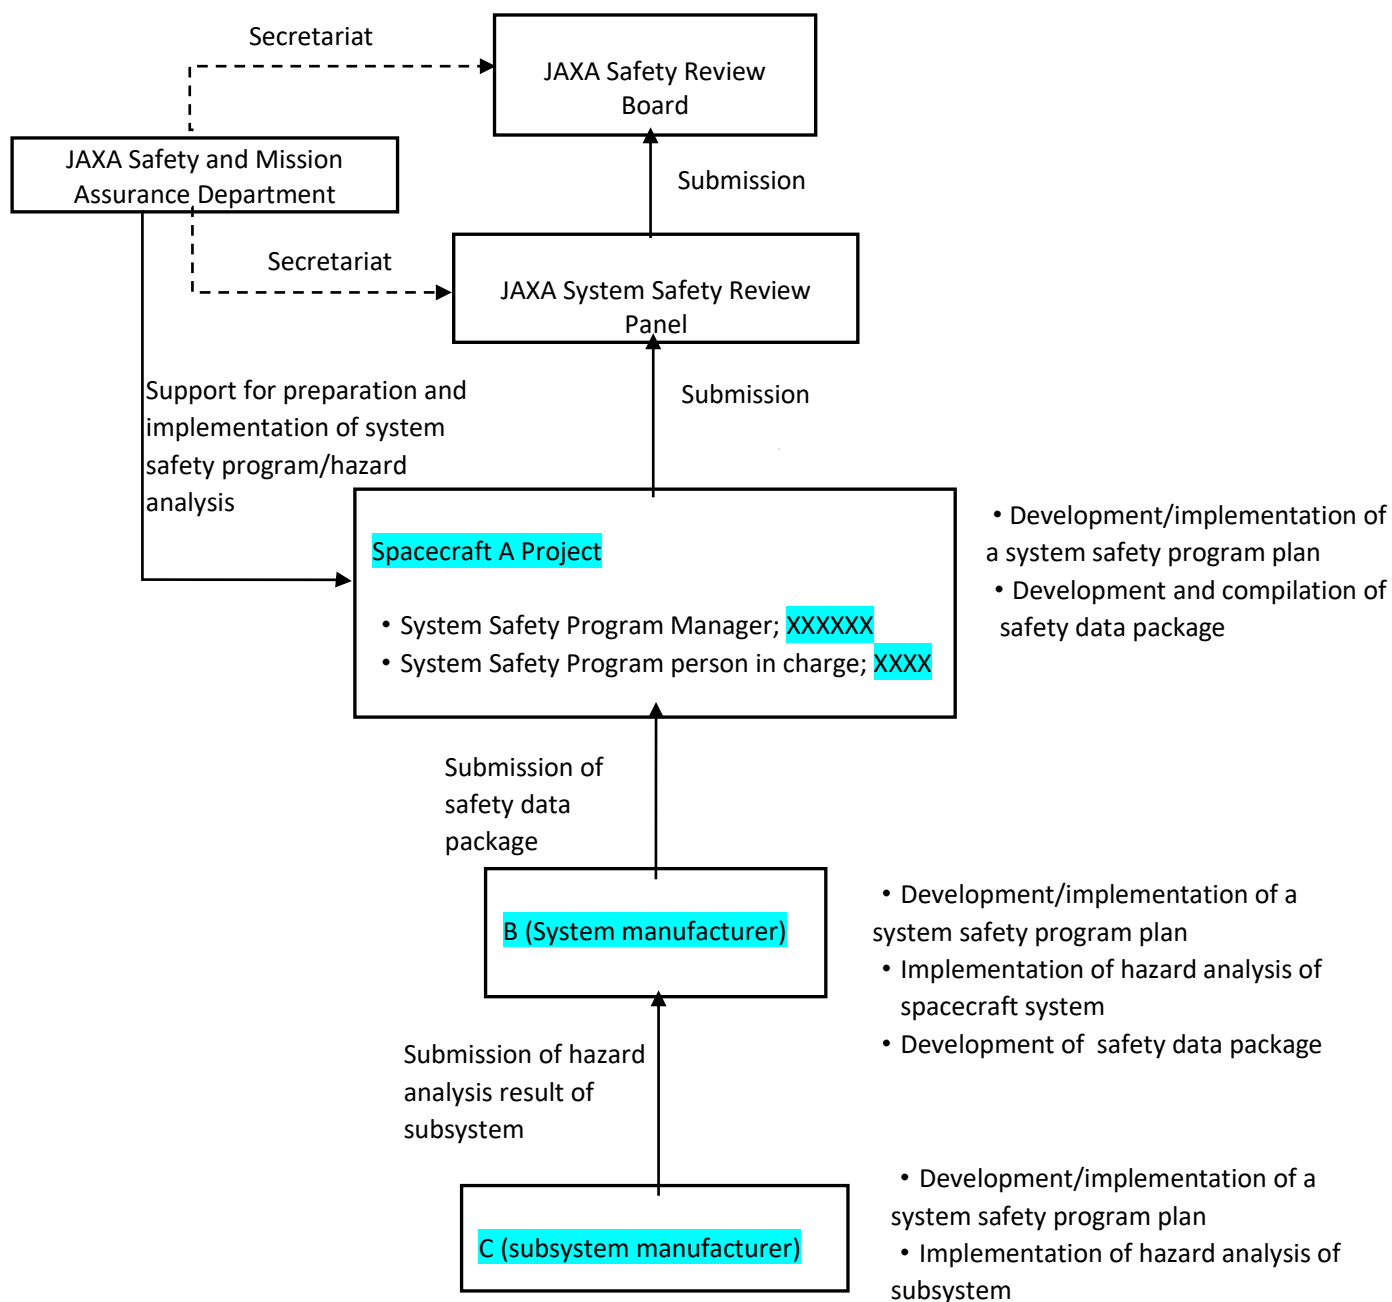 Secretariat
JAXA Safety Review
Board
JAXA Safety and Mission
Assurance Department
Submission
Secretariat
JAXA System Safety Review
Panel
Support for preparation and
implementation of system
safety program/hazard
analysis
Submission
Spacecraft A Project
・System Safety Program Manager; XXXXXX
・System Safety Program person in charge; XXXX
・Development/implementation of
a system safety program plan
・Development and compilation of
safety data package
Submission of
safety data
package
B (System manufacturer)
・Development/implementation of a
system safety program plan
・Implementation of hazard analysis of
spacecraft system
・Development of  safety data package
Submission of hazard
analysis result of
subsystem
C (subsystem manufacturer)
・Development/implementation of a
system safety program plan
・Implementation of hazard analysis of
subsystem